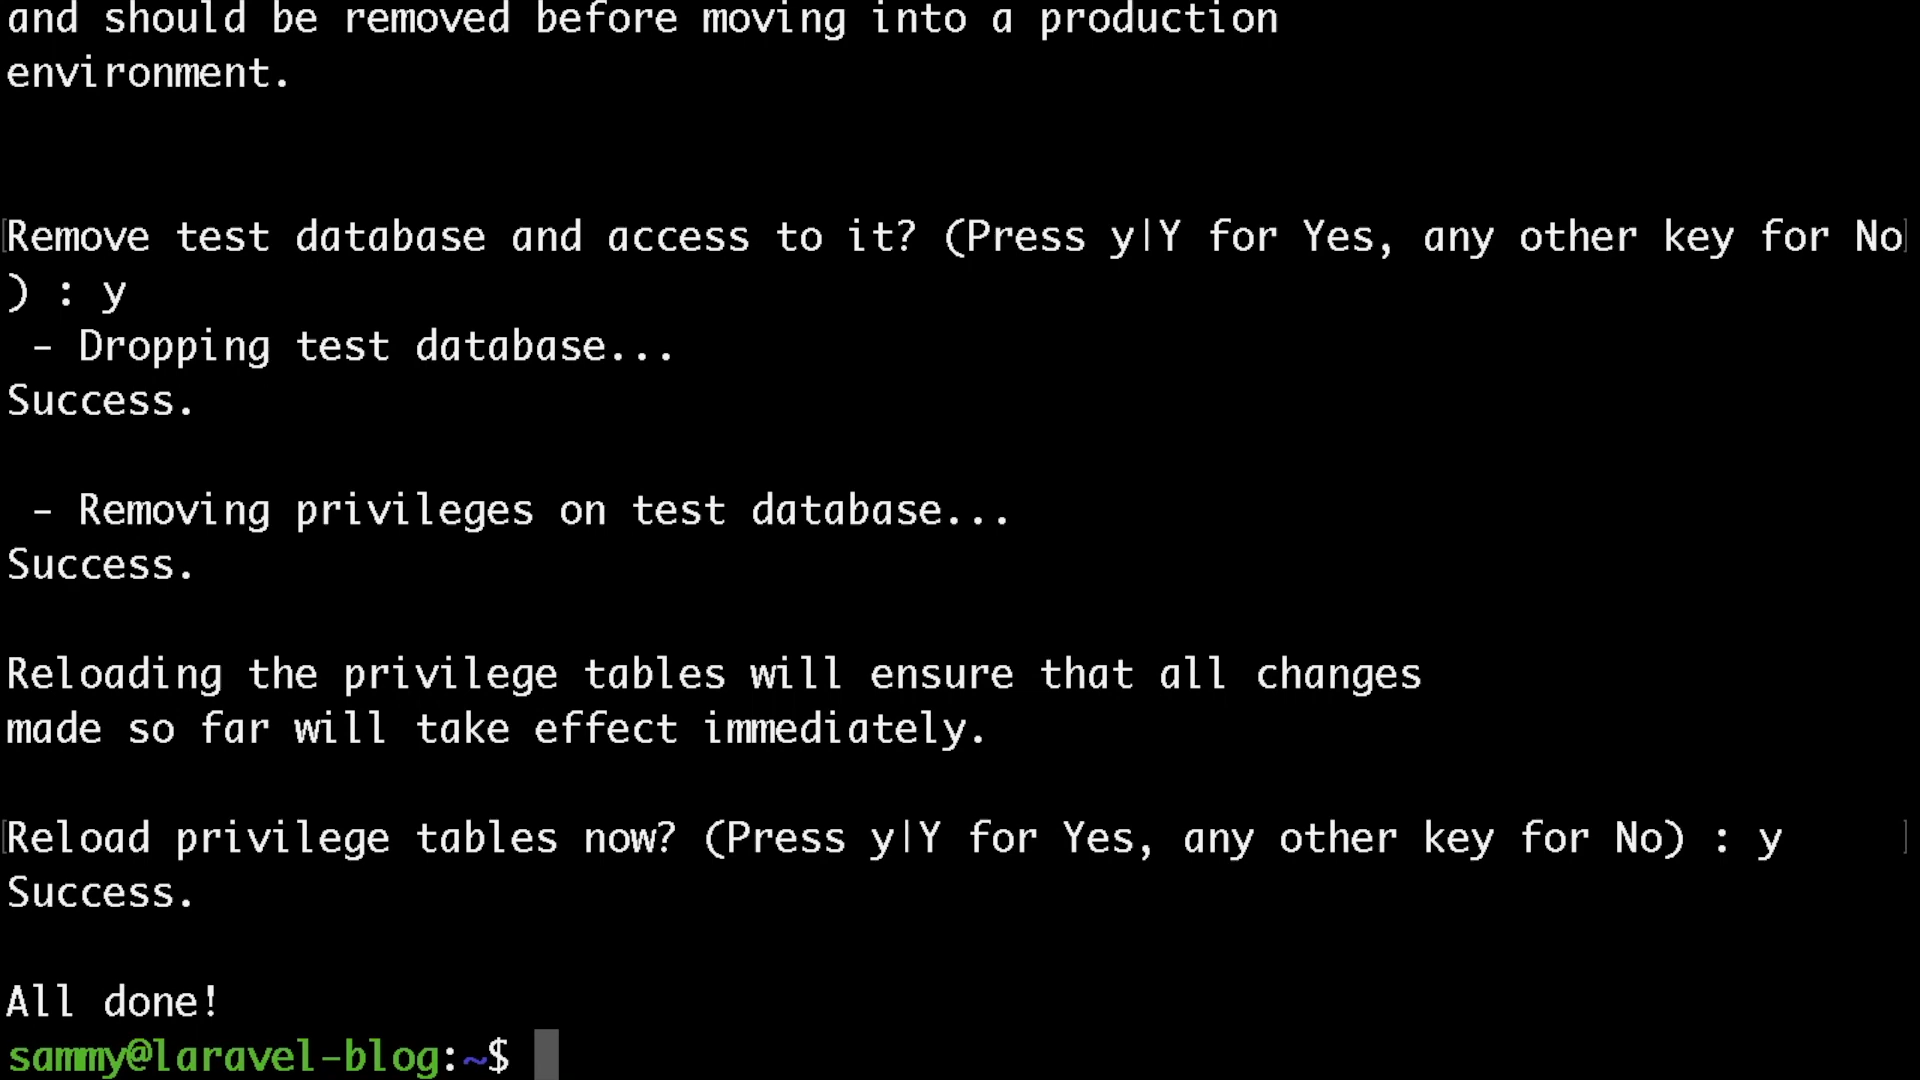 and should be removed before moving into a production
environment.
Remove test database and access to it? (Press y|Y for Yes, any other key for No
) : y
 - Dropping test database...
Success.
 - Removing privileges on test database...
Success.
Reloading the privilege tables will ensure that all changes
made so far will take effect immediately.
Reload privilege tables now? (Press y|Y for Yes, any other key for No) : y
Success.
All done!
sammy@laravel-blog:~$